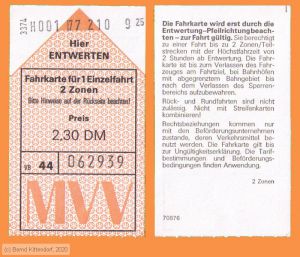 3374 H001 07 Z10 9 25
Hier
ENTWERTEN
Fahrkarte für 1 Einzelfahrt
2 Zonen
Bitte Hinweise auf der Rückseite beachten!
Preis
2,30 DM
VB 44 062939
MVV
Die Fahrkarte wird erst durch die
Entwertung–Pfeilrichtung beach-
ten – zur Fahrt gültig. Sie berechtigt
zu einer Fahrt bis zu 2 Zonen/Teil-
strecken mit der Höchstfahrzeit von
2 Stunden ab Entwertung. Die Fahr-
karte ist bis zum Verlassen des Fahr-
zeuges am Fahrziel, bei Bahnhöfen
mit abgegrenztem Bahngebiet bis
nach dem Verlassen des Sperren-
bereichs aufzubewahren.
Rück- und Rundfahrten sind nicht
zulässig. Nicht mit Streifenkarten
kombinierbar!
Rechtsbeziehungen kommen nur
mit den Beförderungsunternehmen
zustande, deren Verkehrsmittel be-
nutzt werden. Die Fahrkarte gilt bis
zur Ungültigkeitserklärung. Die Tarif-
bestimmungen und Beförderungs-
bedingungen finden Anwendung.
2 Zonen
70876
(c) Bernd Kittendorf, 2020